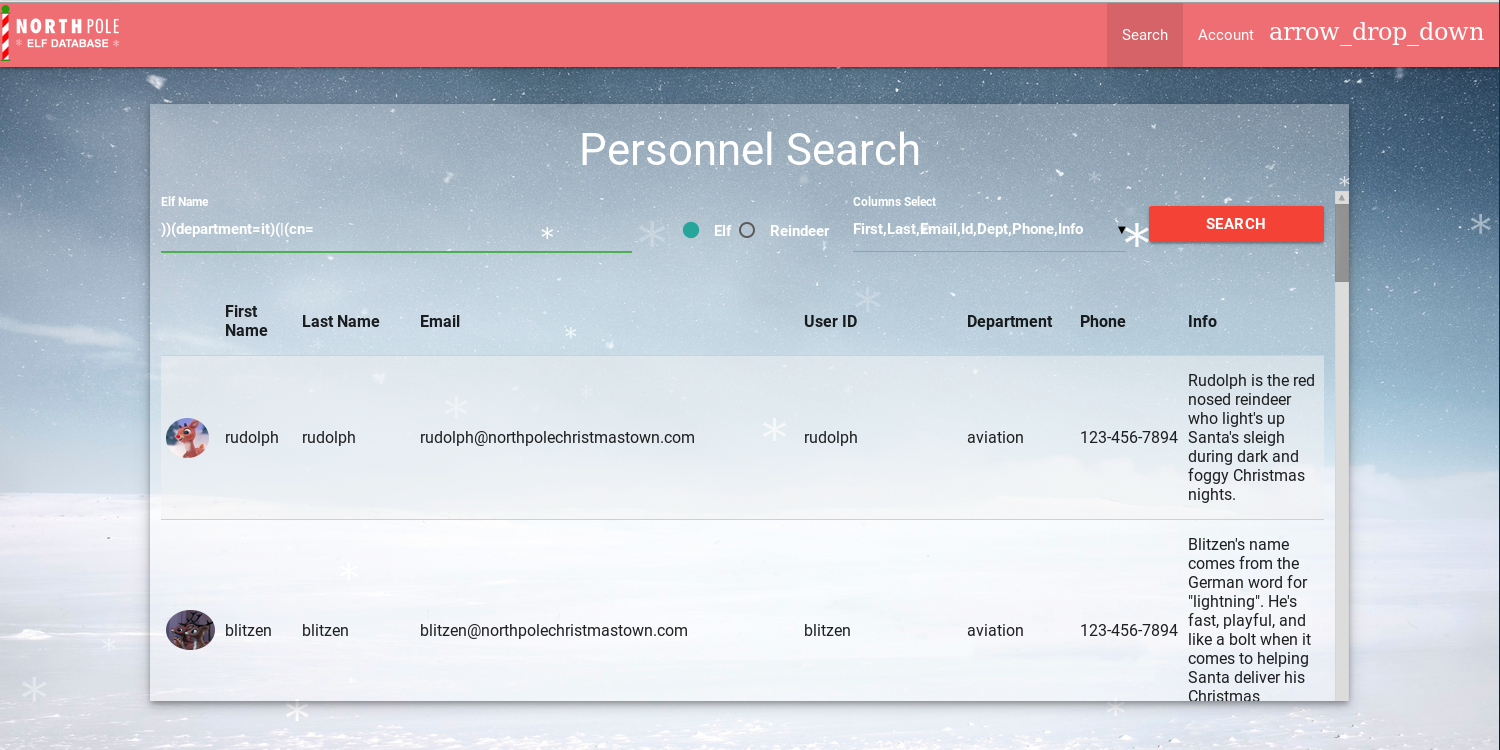 NORTH POLE
* ELF DATABASE *
Search
Account
arrow_drop_down
Personnel Search
Elf Name
))(department=it)(|(cn=
Elf
Reindeer
Columns Select
First,Last,Email,Id,Dept,Phone,Info
SEARCH
First
Name
Last Name
Email
User ID
Department
Phone
Info
rudolph
rudolph
rudolph@northpolechristmastown.com
rudolph
aviation
123-456-7894
Rudolph is the red
nosed reindeer
who light's up
Santa's sleigh
during dark and
foggy Christmas
nights.
blitzen
blitzen
blitzen@northpolechristmastown.com
blitzen
aviation
123-456-7894
Blitzen's name
comes from the
German word for
"lightning". He's
fast, playful, and
like a bolt when it
comes to helping
Santa deliver his
Christmas